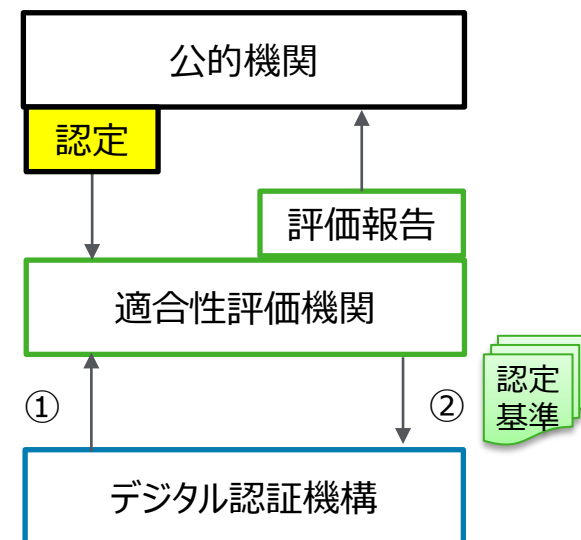 公的機関
認定
評価報告
適合性評価機関
①
②
認定
基準
デジタル認証機構